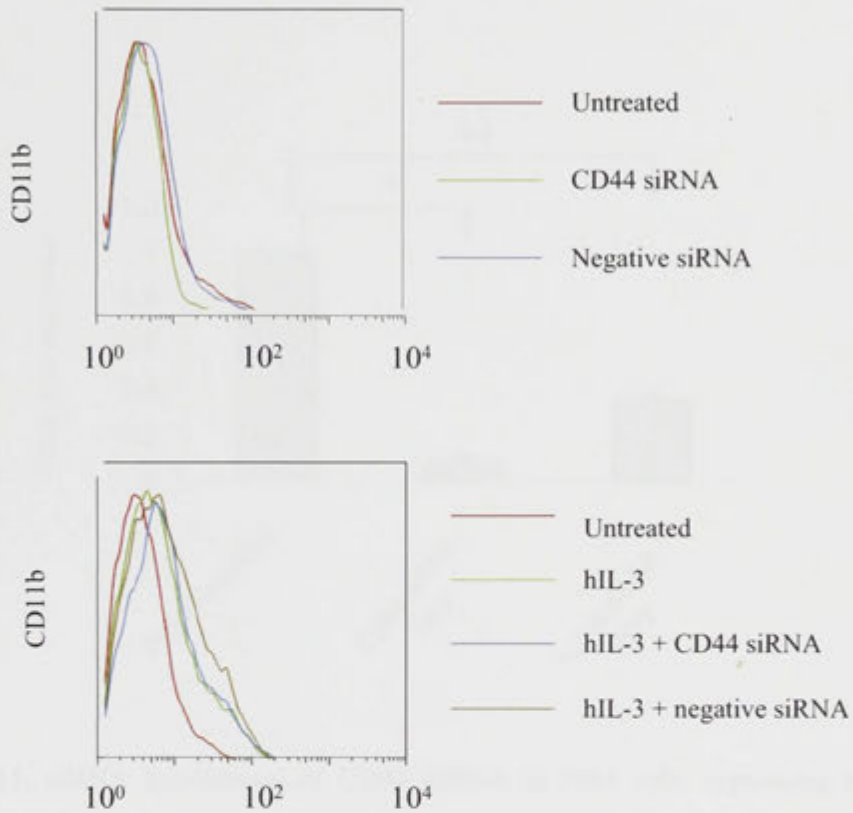 CD11b
Untreated
CD44 siRNA
Negative siRNA
10⁰ 10² 10⁴
CD11b
Untreated
hIL-3
hIL-3 + CD44 siRNA
hIL-3 + negative siRNA
10⁰ 10² 10⁴